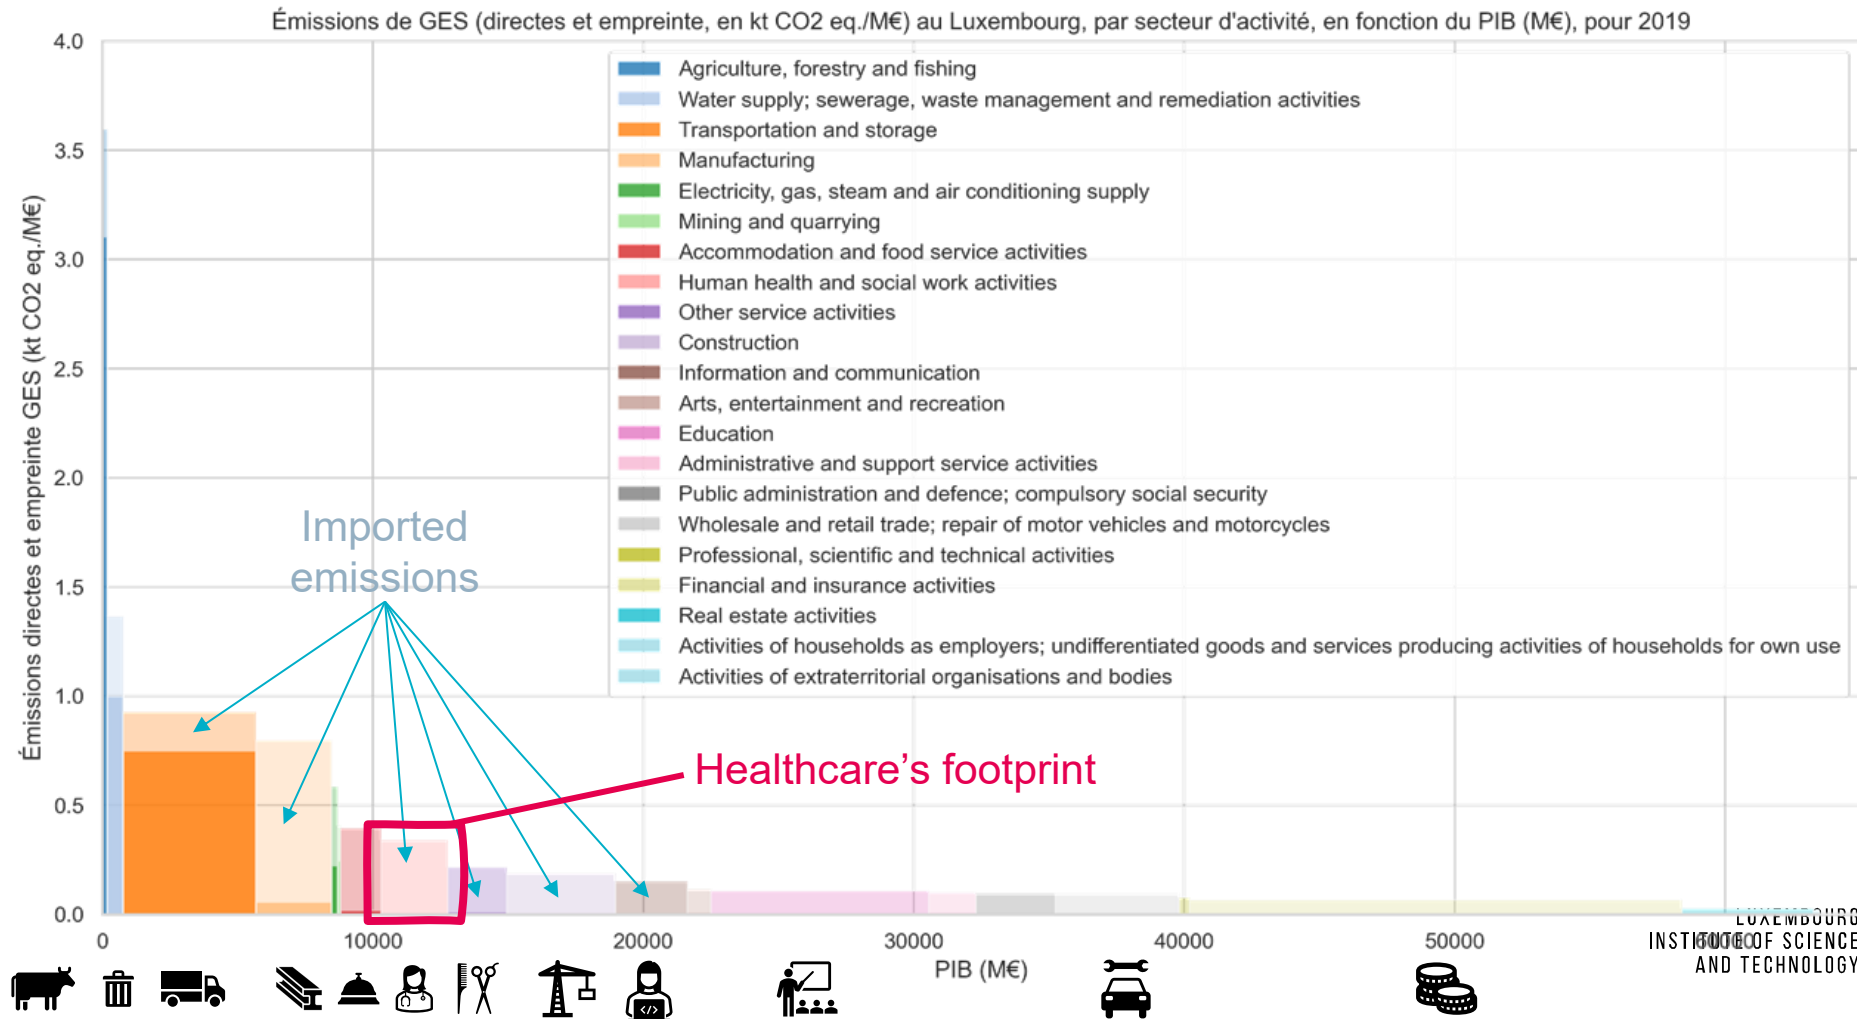 Émissions de GES (directes et empreinte, en kt CO2 eq./M€) au Luxembourg, par secteur d'activité, en fonction du PIB (M€), pour 2019
Émissions directes et empreinte GES (kt CO2 eq./M€)
4.0
3.5
3.0
2.5
2.0
1.5
1.0
0.5
0.0
Agriculture, forestry and fishing
Water supply; sewerage, waste management and remediation activities
Transportation and storage
Manufacturing
Electricity, gas, steam and air conditioning supply
Mining and quarrying
Accommodation and food service activities
Human health and social work activities
Other service activities
Construction
Information and communication
Arts, entertainment and recreation
Education
Administrative and support service activities
Public administration and defence; compulsory social security
Wholesale and retail trade; repair of motor vehicles and motorcycles
Professional, scientific and technical activities
Financial and insurance activities
Real estate activities
Activities of households as employers; undifferentiated goods and services producing activities of households for own use
Activities of extraterritorial organisations and bodies
Imported
emissions
Healthcare's footprint
0
10000
20000
30000
40000
50000
60000
PIB (M€)
LUXEMBOURG
INSTITUTE OF SCIENCE
AND TECHNOLOGY
</>